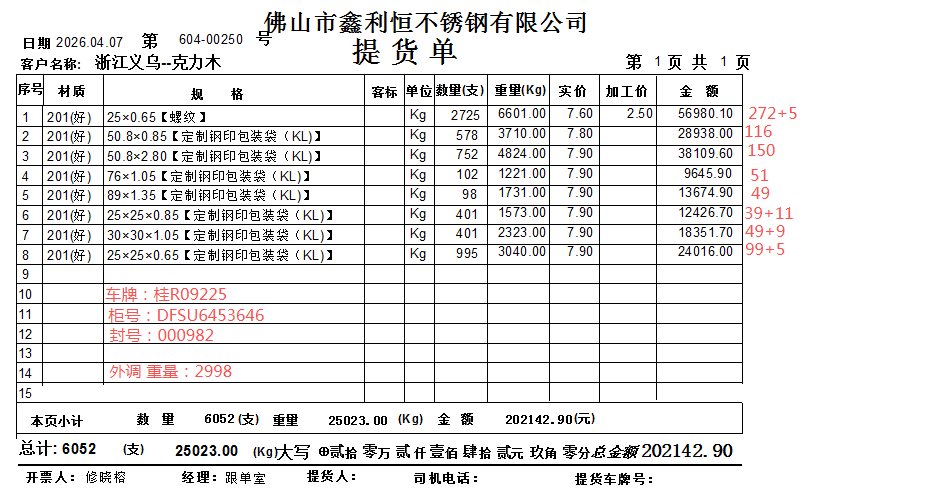 佛山市鑫利恒不锈钢有限公司
日期 2026.04.07 第 604-00250 号
提货单
客户名称: 浙江义乌--克力木 第 1 页 共 1 页
序号 材质 规 格 客标 单位 数量(支) 重量(Kg) 实价 加工价 金 额
1 201(好) 25×0.65【螺纹】 Kg 2725 6601.00 7.60 2.50 56980.10 272+5
2 201(好) 50.8×0.85【定制钢印包装袋（KL)】 Kg 578 3710.00 7.80 28938.00 116
3 201(好) 50.8×2.80【定制钢印包装袋（KL)】 Kg 752 4824.00 7.90 38109.60 150
4 201(好) 76×1.05【定制钢印包装袋（KL)】 Kg 102 1221.00 7.90 9645.90 51
5 201(好) 89×1.35【定制钢印包装袋（KL)】 Kg 98 1731.00 7.90 13674.90 49
6 201(好) 25×25×0.85【定制钢印包装袋（KL)】 Kg 401 1573.00 7.90 12426.70 39+11
7 201(好) 30×30×1.05【定制钢印包装袋（KL)】 Kg 401 2323.00 7.90 18351.70 49+9
8 201(好) 25×25×0.65【定制钢印包装袋（KL)】 Kg 995 3040.00 7.90 24016.00 99+5
9
10 车牌：桂R09225
11 柜号：DFSU6453646
12 封号：000982
13
14 外调 重量：2998
15
本页小计 数 量 6052 (支) 重量 25023.00 (Kg) 金 额 202142.90(元)
总计: 6052 (支) 25023.00 (Kg) 大写 ⊕贰拾 零万 贰仟 壹佰 肆拾 贰元 玖角 零分 总金额 202142.90
开票人： 修晓榕 经理：跟单室 提货人： 司机电话： 提货车牌号：